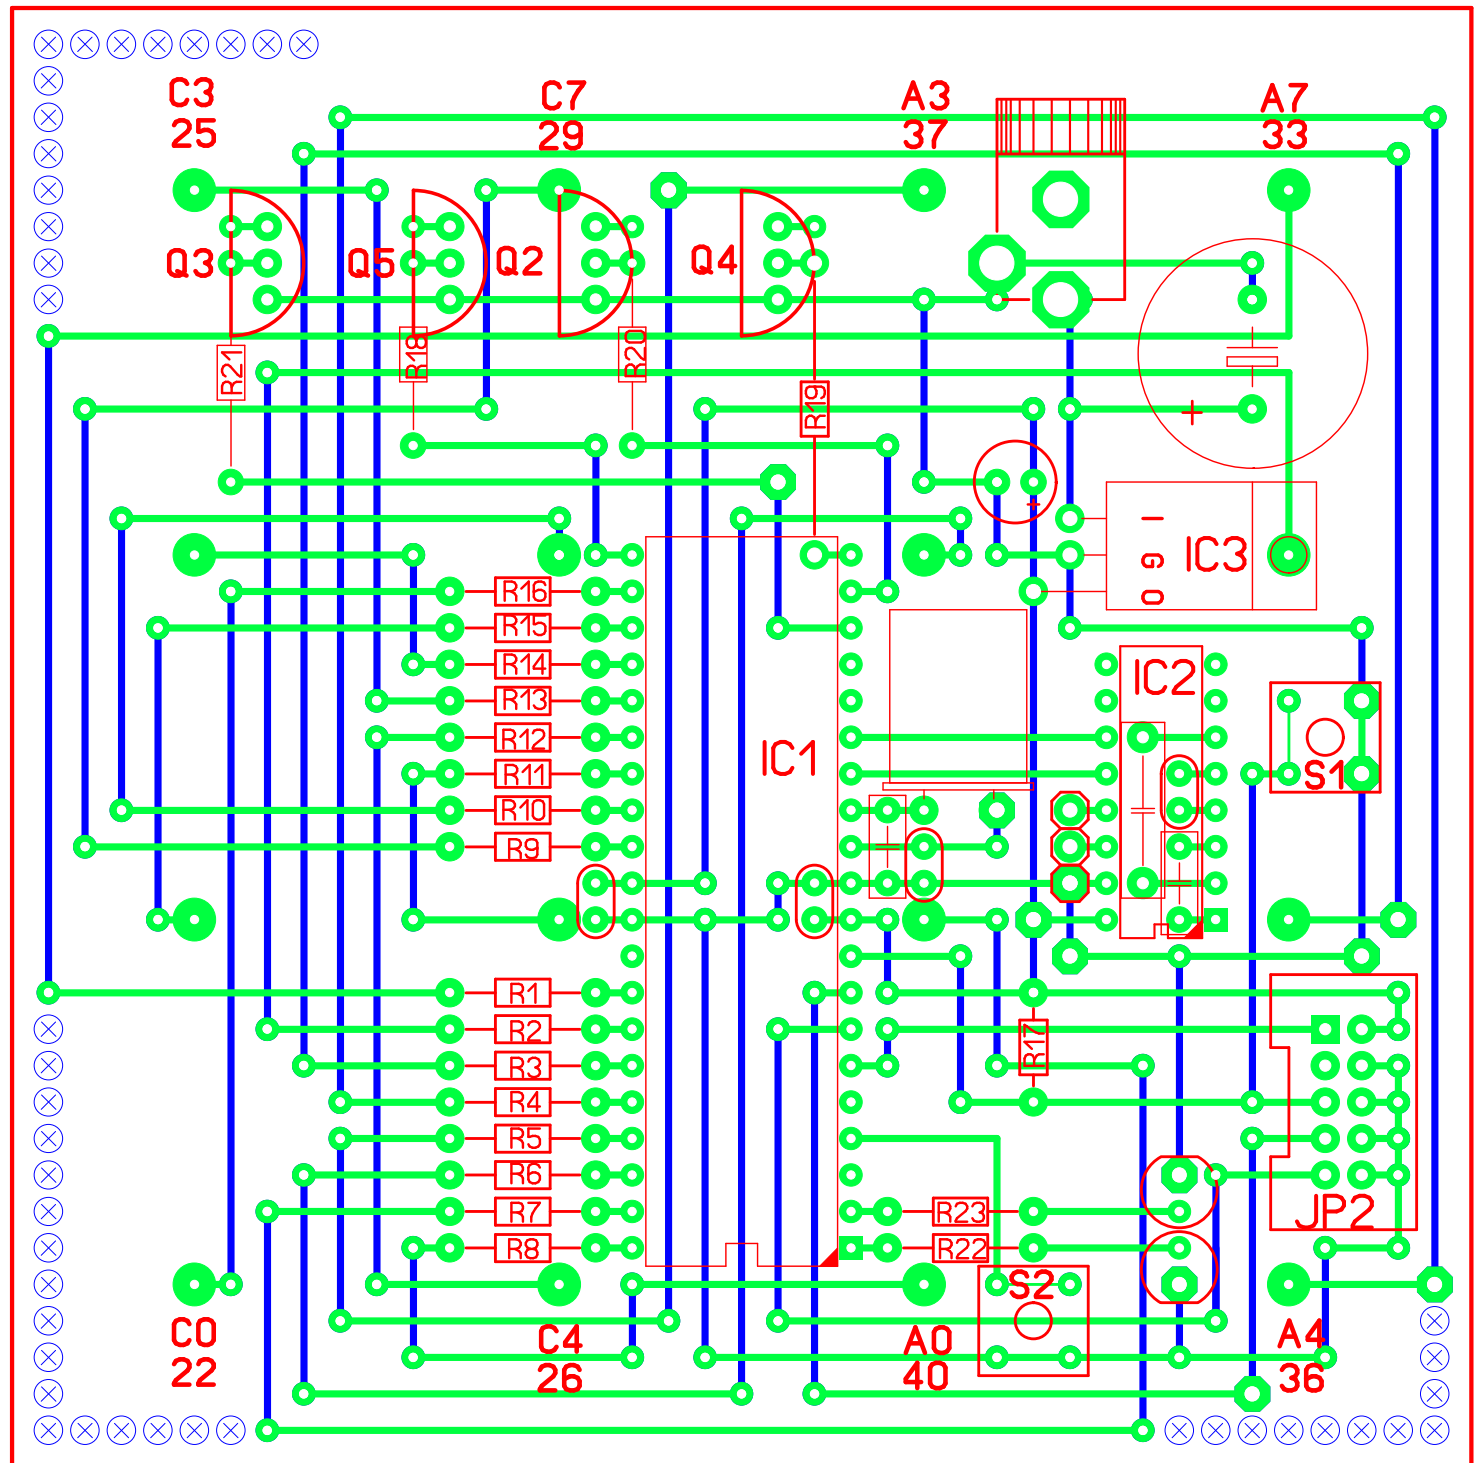 C3
25
C7
29
A3
37
A7
33
Q3
Q5
Q2
Q4
R21
R18
R20
R19
+
+
I
G
O
IC3
R16
R15
R14
R13
R12
R11
R10
R9
IC1
IC2
S1
R1
R2
R3
R4
R5
R6
R7
R8
R17
R23
R22
JP2
S2
C0
22
C4
26
A0
40
A4
36